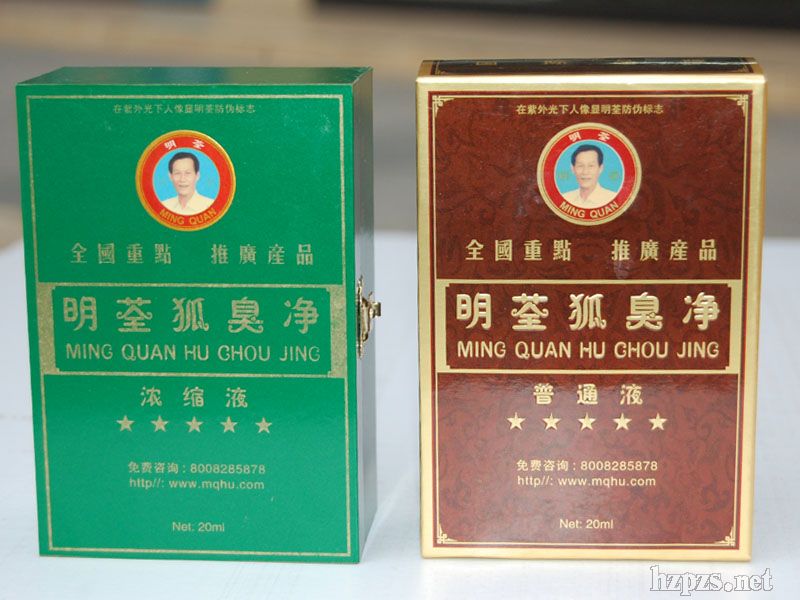 在紫外光下人像显明荃防伪标志
明 荃
MING QUAN
全國重點 推廣產品
明荃狐臭净
MING QUAN HU CHOU JING
浓缩液
免费咨询:8008285878
http//: www.mqhu.com
Net: 20ml
在紫外光下人像显明荃防伪标志
明 荃
MING QUAN
全國重點 推廣產品
明荃狐臭净
MING QUAN HU CHOU JING
普通液
免费咨询:8008285878
http//: www.mqhu.com
Net: 20ml
hzpzs.net